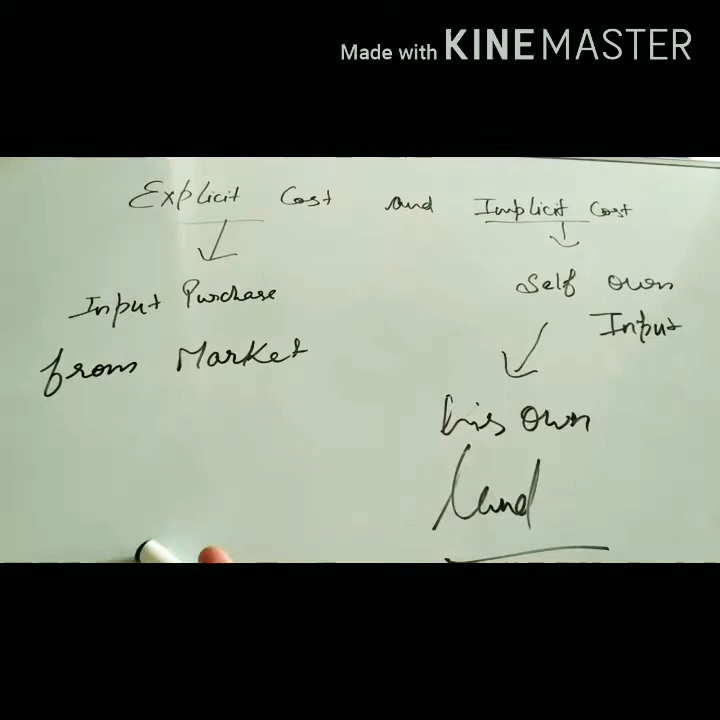 Made with KINEMASTER
Explicit Cost and Implicit Cost
Input Purchase
from Market
Self own
Input
his own
Land